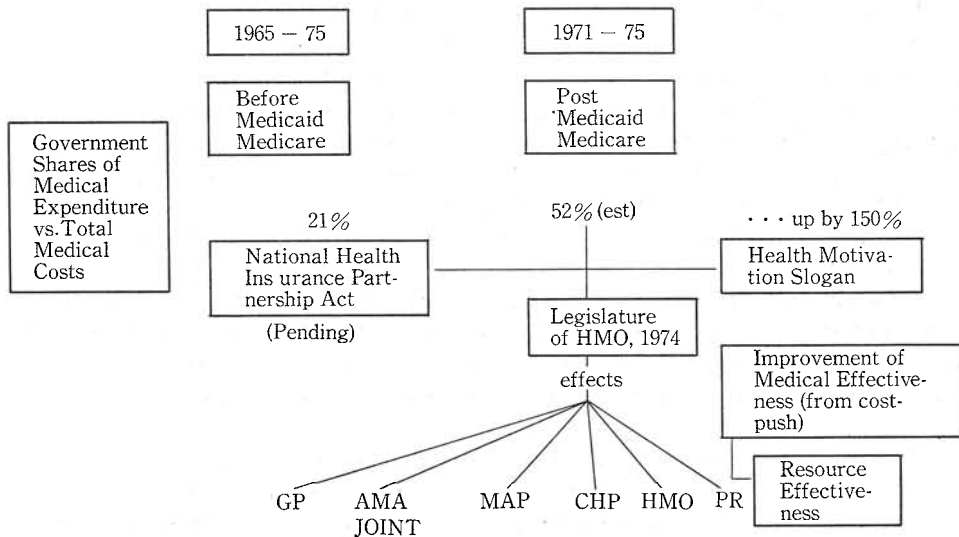 1965 – 75
1971 – 75
Before
Medicaid
Medicare
Post
Medicaid
Medicare
Government
Shares of
Medical
Expenditure
vs. Total
Medical
Costs
21%
52% (est)
··· up by 150%
National Health
Ins urance Part-
nership Act
(Pending)
Health Motiva-
tion Slogan
Legislature
of HMO, 1974
effects
Improvement of
Medical Effective-
ness (from cost-
push)
Resource
Effective-
ness
GP
AMA
JOINT
MAP
CHP
HMO
PR